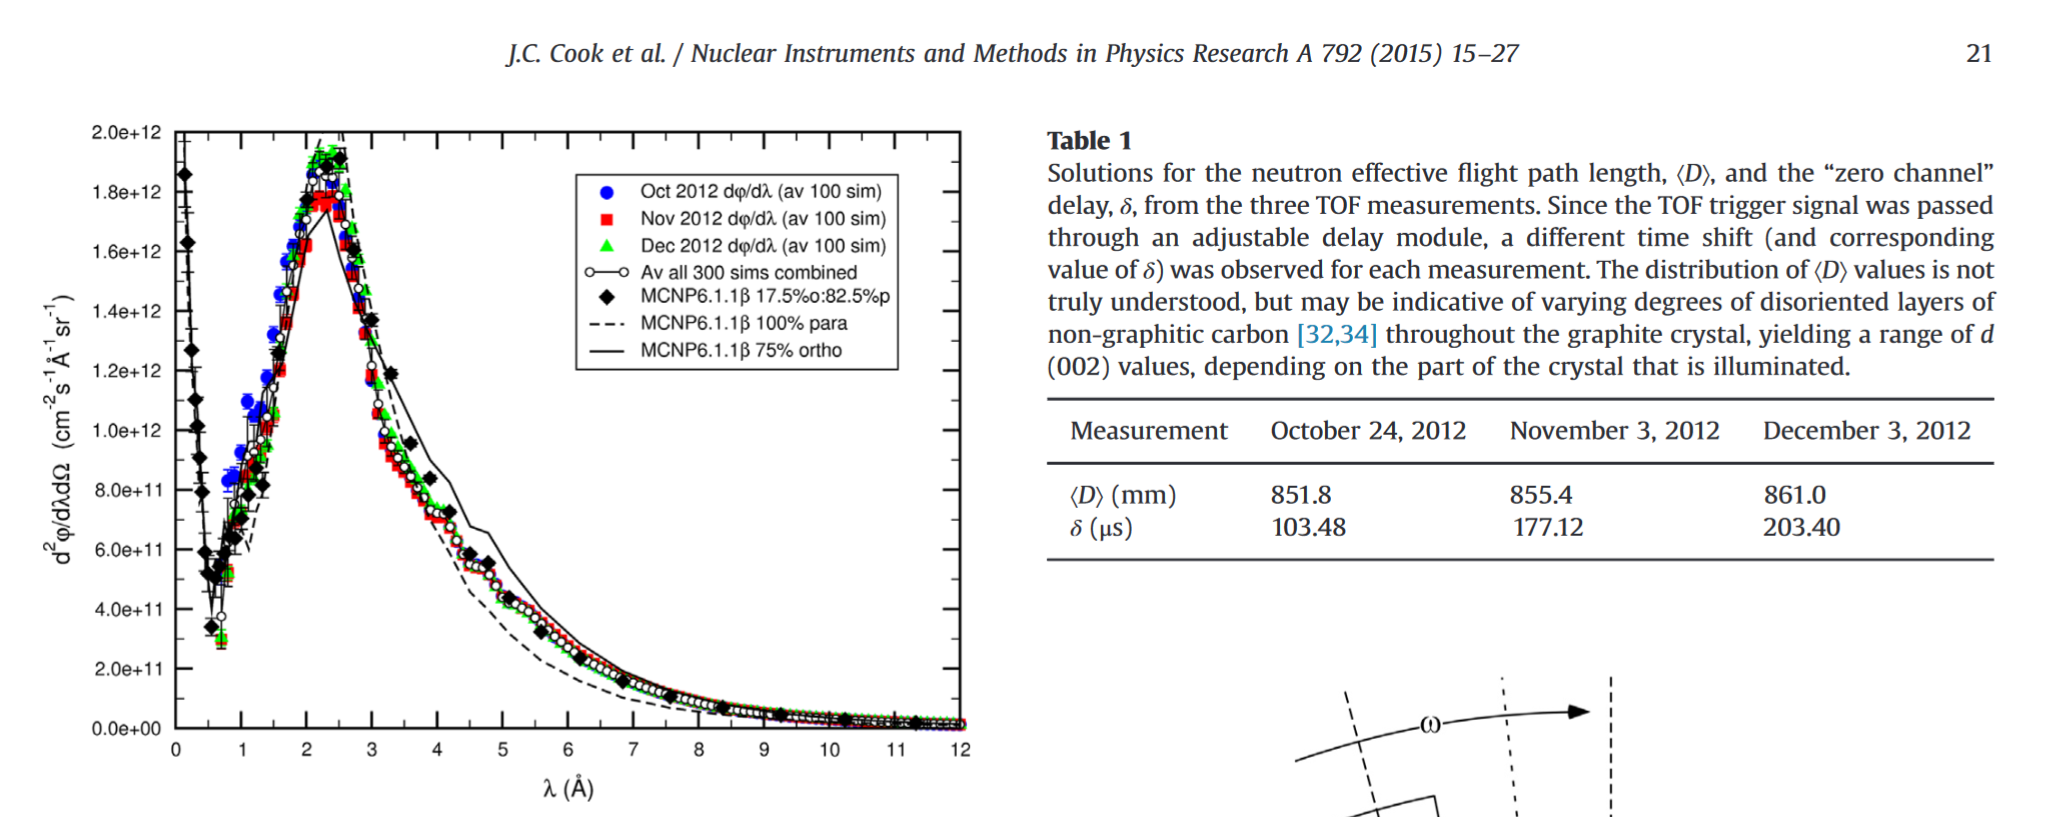 J.C. Cook et al. / Nuclear Instruments and Methods in Physics Research A 792 (2015) 15–27
21
2.0e+12
1.8e+12
1.6e+12
1.4e+12
1.2e+12
1.0e+12
8.0e+11
6.0e+11
4.0e+11
2.0e+11
0.0e+00
d²φ/dλdΩ (cm⁻²s⁻¹Å⁻¹sr⁻¹)
0 1 2 3 4 5 6 7 8 9 10 11 12
λ (Å)
Oct 2012 dφ/dλ (av 100 sim)
Nov 2012 dφ/dλ (av 100 sim)
Dec 2012 dφ/dλ (av 100 sim)
Av all 300 sims combined
MCNP6.1.1β 17.5%o:82.5%p
MCNP6.1.1β 100% para
MCNP6.1.1β 75% ortho
Table 1
Solutions for the neutron effective flight path length, ⟨D⟩, and the “zero channel”
delay, δ, from the three TOF measurements. Since the TOF trigger signal was passed
through an adjustable delay module, a different time shift (and corresponding
value of δ) was observed for each measurement. The distribution of ⟨D⟩ values is not
truly understood, but may be indicative of varying degrees of disoriented layers of
non-graphitic carbon [32,34] throughout the graphite crystal, yielding a range of d
(002) values, depending on the part of the crystal that is illuminated.
Measurement October 24, 2012 November 3, 2012 December 3, 2012
⟨D⟩ (mm) 851.8 855.4 861.0
δ (μs) 103.48 177.12 203.40
ω